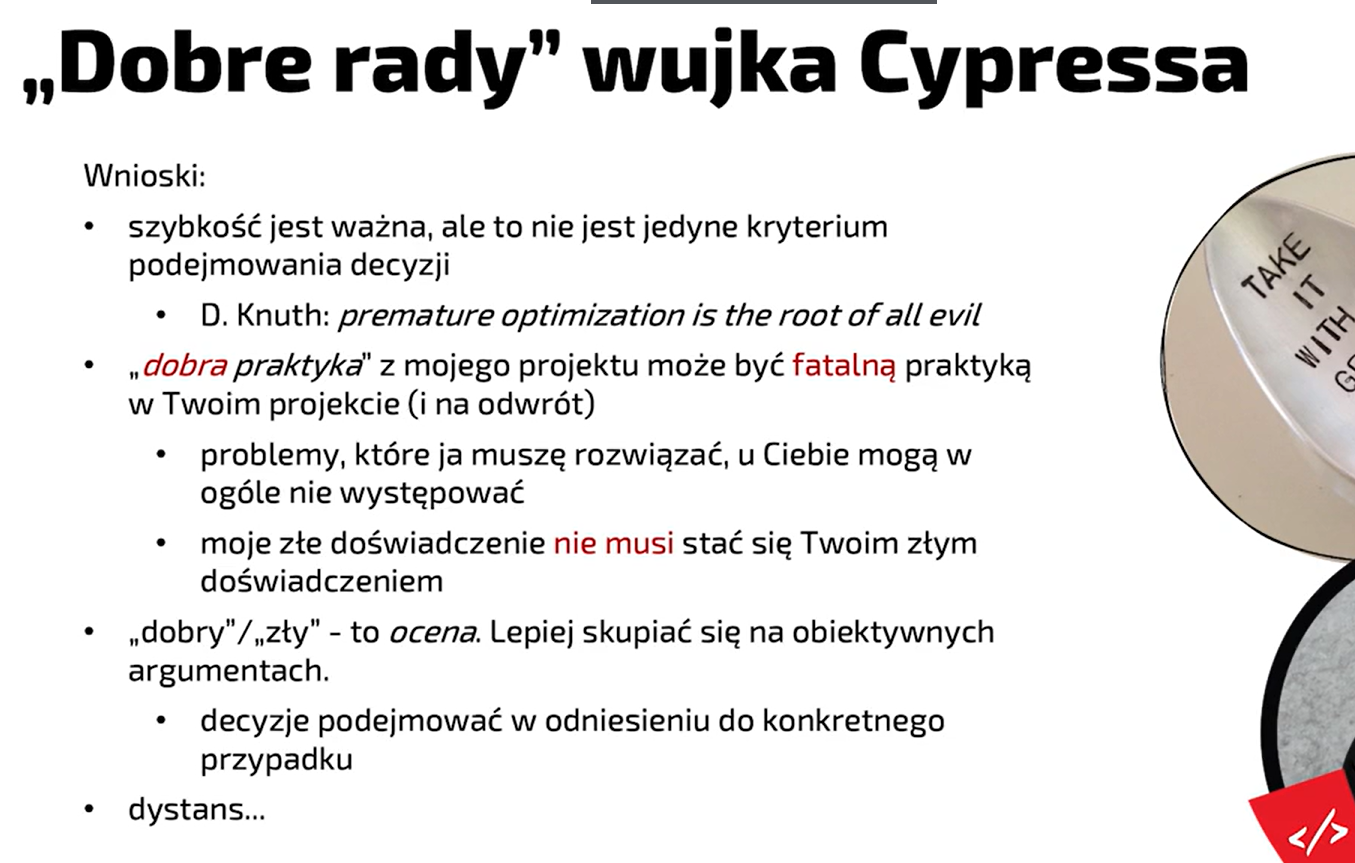 „Dobre rady” wujka Cypressa
Wnioski:
• szybkość jest ważna, ale to nie jest jedyne kryterium
podejmowania decyzji
• D. Knuth: premature optimization is the root of all evil
• „dobra praktyka” z mojego projektu może być fatalną praktyką
w Twoim projekcie (i na odwrót)
• problemy, które ja muszę rozwiązać, u Ciebie mogą w
ogóle nie występować
• moje złe doświadczenie nie musi stać się Twoim złym
doświadczeniem
• „dobry”/„zły” - to ocena. Lepiej skupiać się na obiektywnych
argumentach.
• decyzje podejmować w odniesieniu do konkretnego
przypadku
• dystans...
TAKE
IT
WITH
</>